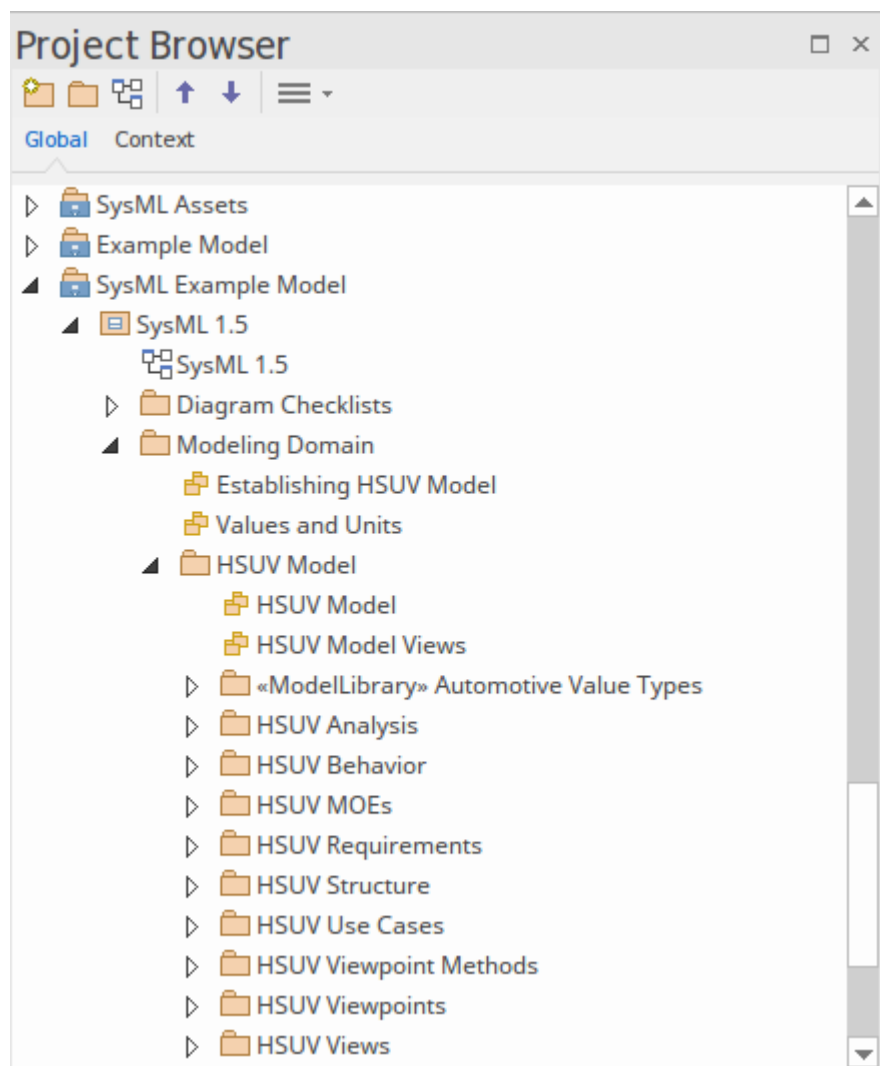 Project Browser
Global Context
SysML Assets
Example Model
SysML Example Model
SysML 1.5
SysML 1.5
Diagram Checklists
Modeling Domain
Establishing HSUV Model
Values and Units
HSUV Model
HSUV Model
HSUV Model Views
«ModelLibrary» Automotive Value Types
HSUV Analysis
HSUV Behavior
HSUV MOEs
HSUV Requirements
HSUV Structure
HSUV Use Cases
HSUV Viewpoint Methods
HSUV Viewpoints
HSUV Views